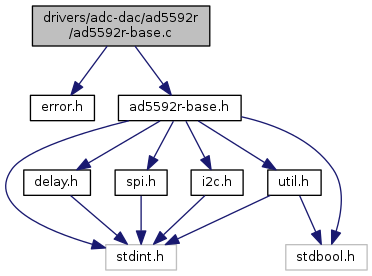 drivers/adc-dac/ad5592r
/ad5592r-base.c
error.h
ad5592r-base.h
delay.h
spi.h
i2c.h
util.h
stdint.h
stdbool.h